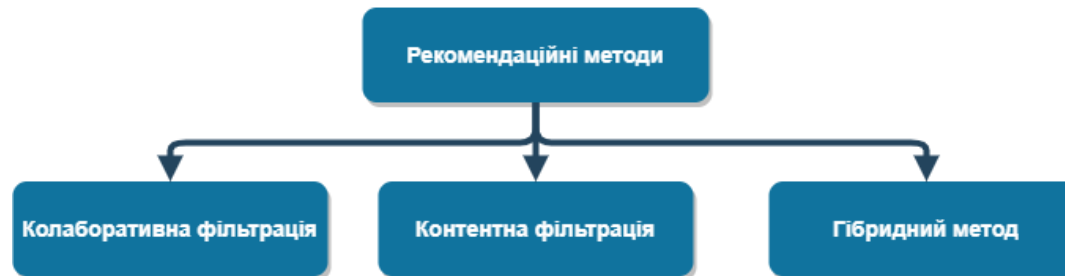 Рекомендаційні методи
Колаборативна фільтрація
Контентна фільтрація
Гібридний метод